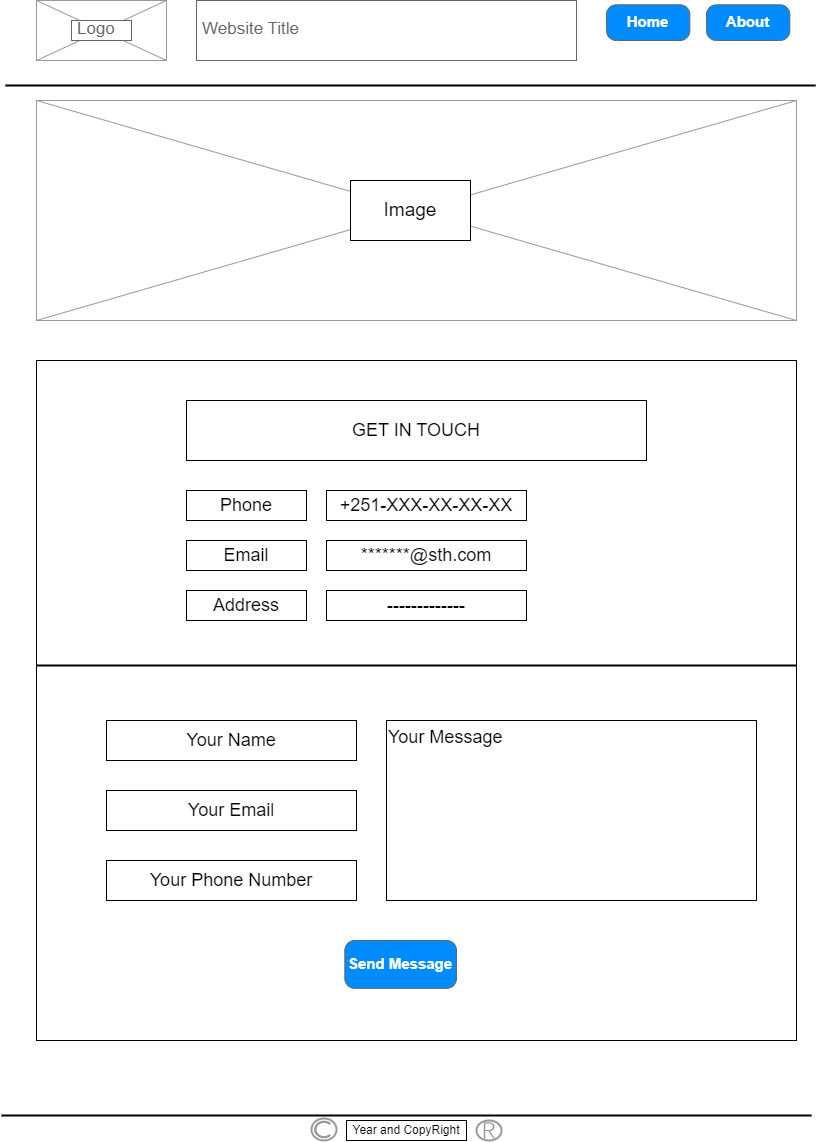 Logo
Website Title
Home
About
Image
GET IN TOUCH
Phone
+251-XXX-XX-XX-XX
Email
*******@sth.com
Address
-------------
Your Name
Your Message
Your Email
Your Phone Number
Send Message
© Year and CopyRight ®